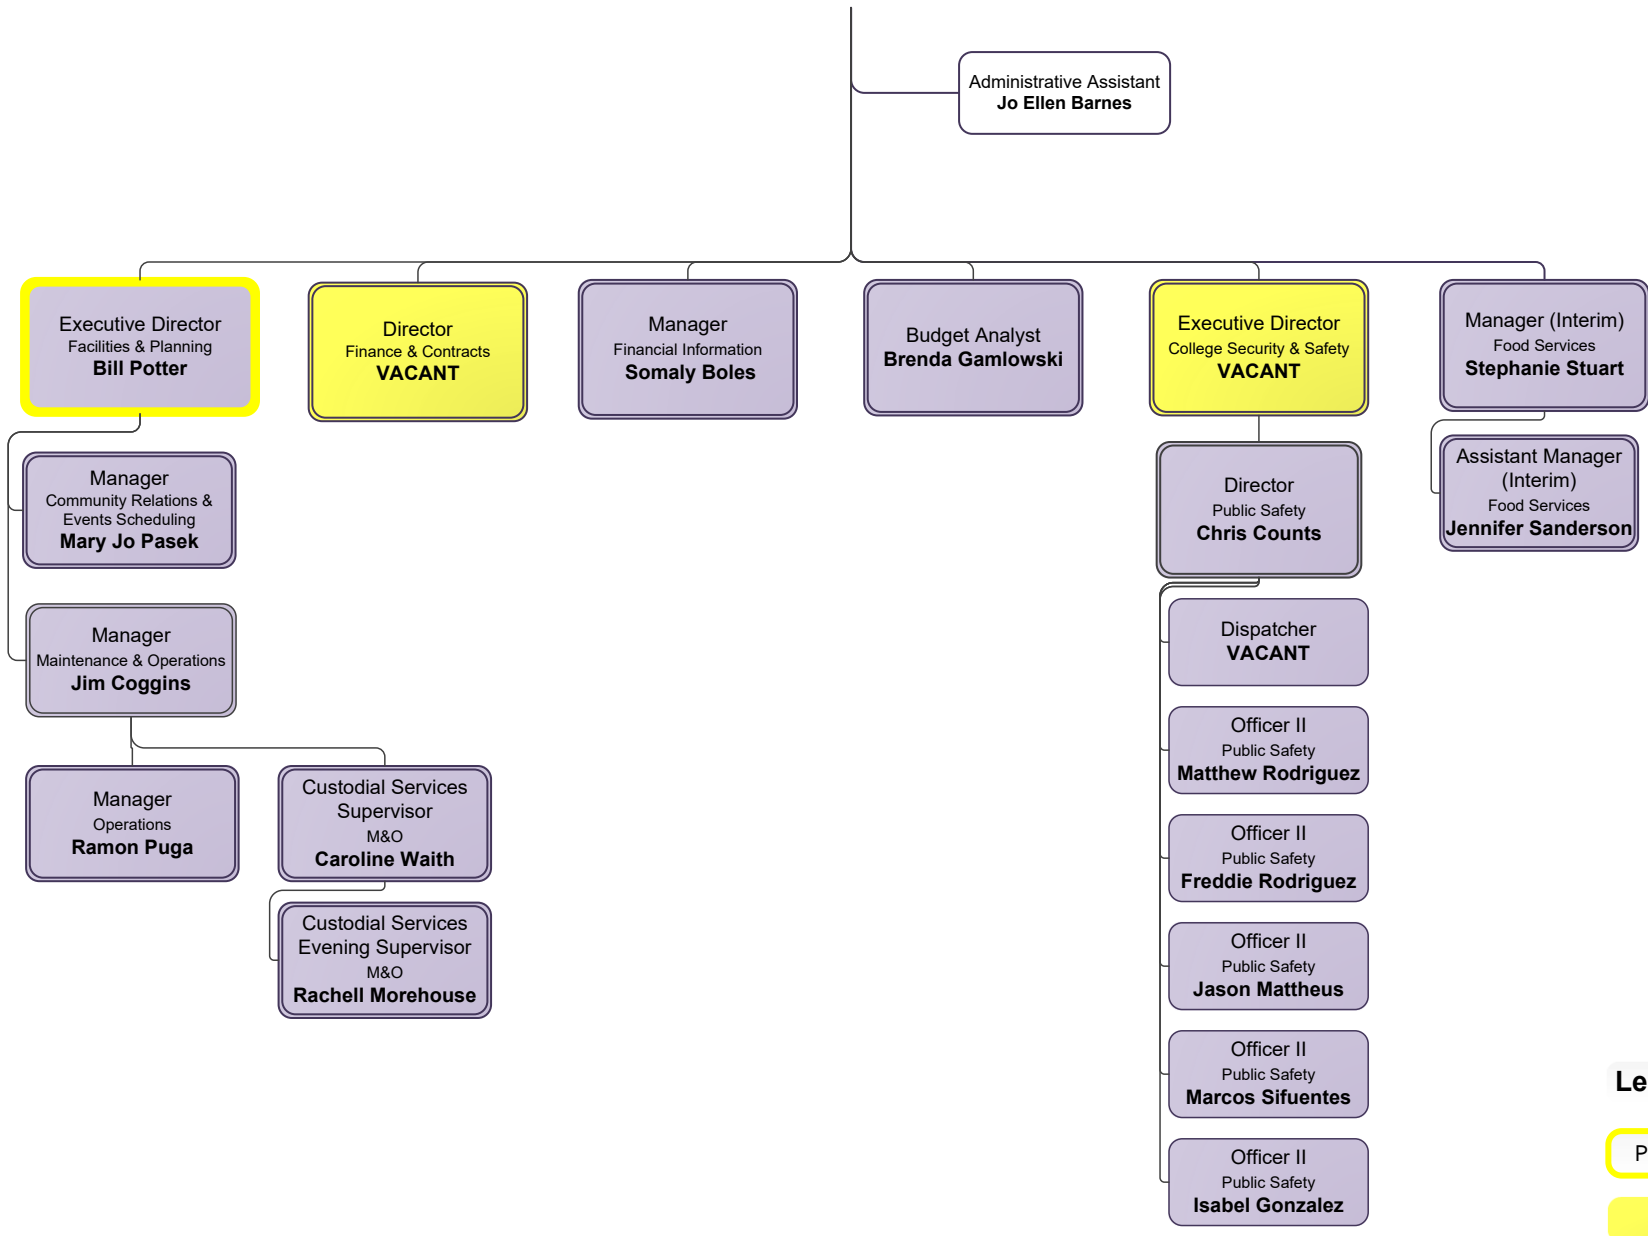 Administrative Assistant
Jo Ellen Barnes
Executive Director
Facilities & Planning
Bill Potter
Director
Finance & Contracts
VACANT
Manager
Financial Information
Somaly Boles
Budget Analyst
Brenda Gamlowski
Executive Director
College Security & Safety
VACANT
Manager (Interim)
Food Services
Stephanie Stuart
Manager
Community Relations &
Events Scheduling
Mary Jo Pasek
Director
Public Safety
Chris Counts
Assistant Manager
(Interim)
Food Services
Jennifer Sanderson
Manager
Maintenance & Operations
Jim Coggins
Dispatcher
VACANT
Officer II
Public Safety
Matthew Rodriguez
Manager
Operations
Ramon Puga
Custodial Services
Supervisor
M&O
Caroline Waith
Officer II
Public Safety
Freddie Rodriguez
Custodial Services
Evening Supervisor
M&O
Rachell Morehouse
Officer II
Public Safety
Jason Mattheus
Officer II
Public Safety
Marcos Sifuentes
Officer II
Public Safety
Isabel Gonzalez
Le
P